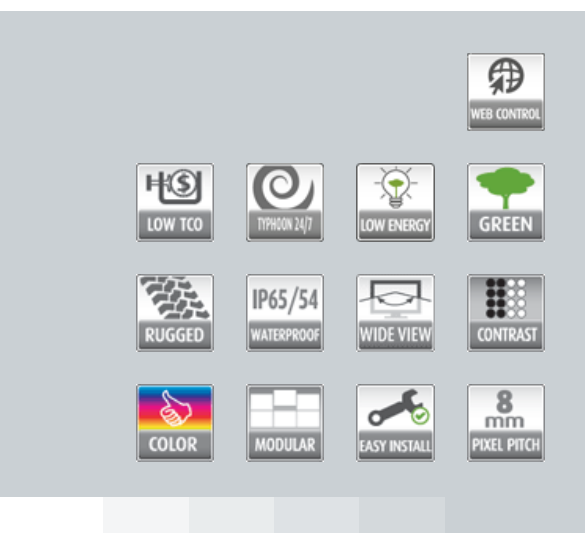 WEB CONTROL
LOW TCO
TYPHOON 24/7
LOW ENERGY
GREEN
RUGGED
IP65/54
WATERPROOF
WIDE VIEW
CONTRAST
COLOR
MODULAR
EASY INSTALL
8
mm
PIXEL PITCH